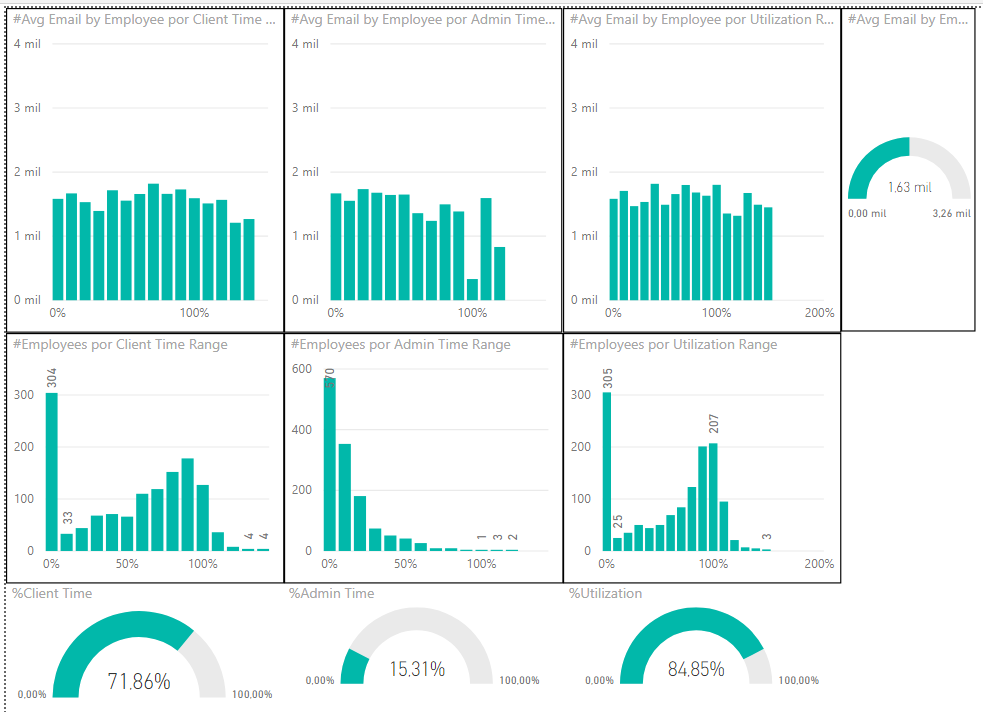 #Avg Email by Employee por Client Time ...
#Avg Email by Employee por Admin Time...
#Avg Email by Employee por Utilization R...
#Avg Email by Em...
4 mil
3 mil
2 mil
1 mil
0 mil
0%
100%
4 mil
3 mil
2 mil
1 mil
0 mil
0%
100%
4 mil
3 mil
2 mil
1 mil
0 mil
0%
100%
200%
1,63 mil
0,00 mil
3,26 mil
#Employees por Client Time Range
300
200
100
0
304
33
4
4
0%
50%
100%
#Employees por Admin Time Range
600
400
200
0
570
1
3
2
0%
50%
100%
#Employees por Utilization Range
300
200
100
0
305
25
207
3
0%
100%
200%
%Client Time
71,86%
0,00%
100,00%
%Admin Time
15,31%
0,00%
100,00%
%Utilization
84,85%
0,00%
100,00%